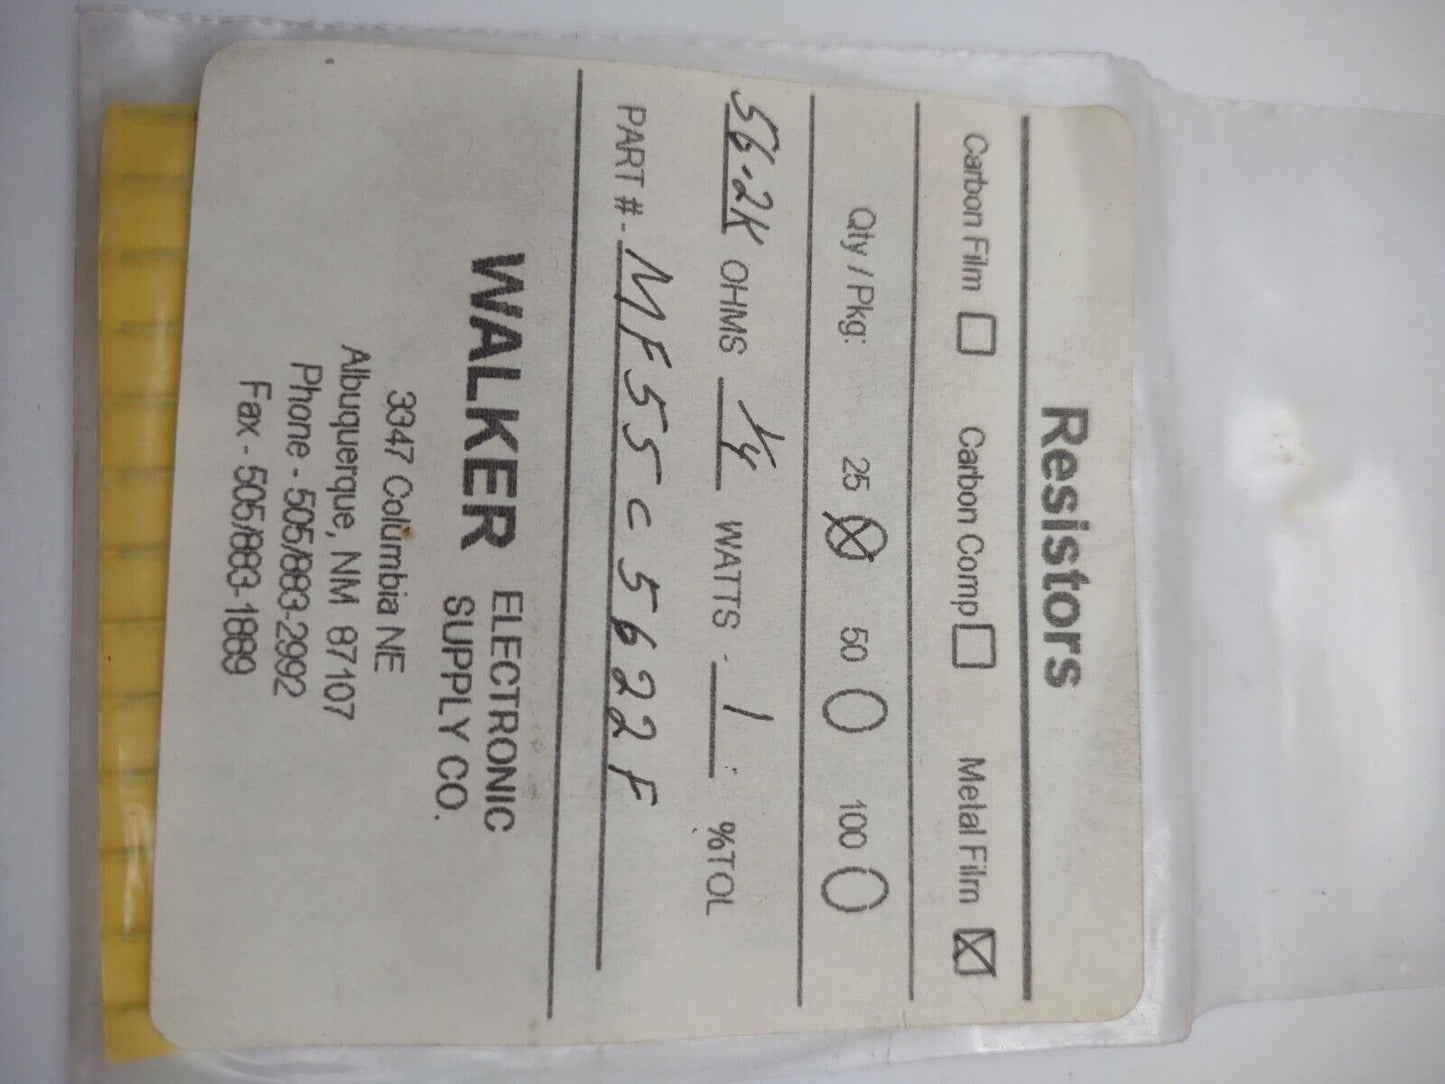 Resistors
Carbon Film Carbon Comp Metal Film
Qty / Pkg: 25 50 100
56.2K OHMS 1/4 WATTS 1 %TOL
PART #- MF55C5622F
WALKER ELECTRONIC
SUPPLY CO.
3347 Columbia NE
Albuquerque, NM 87107
Phone - 505/883-2992
Fax - 505/883-1889